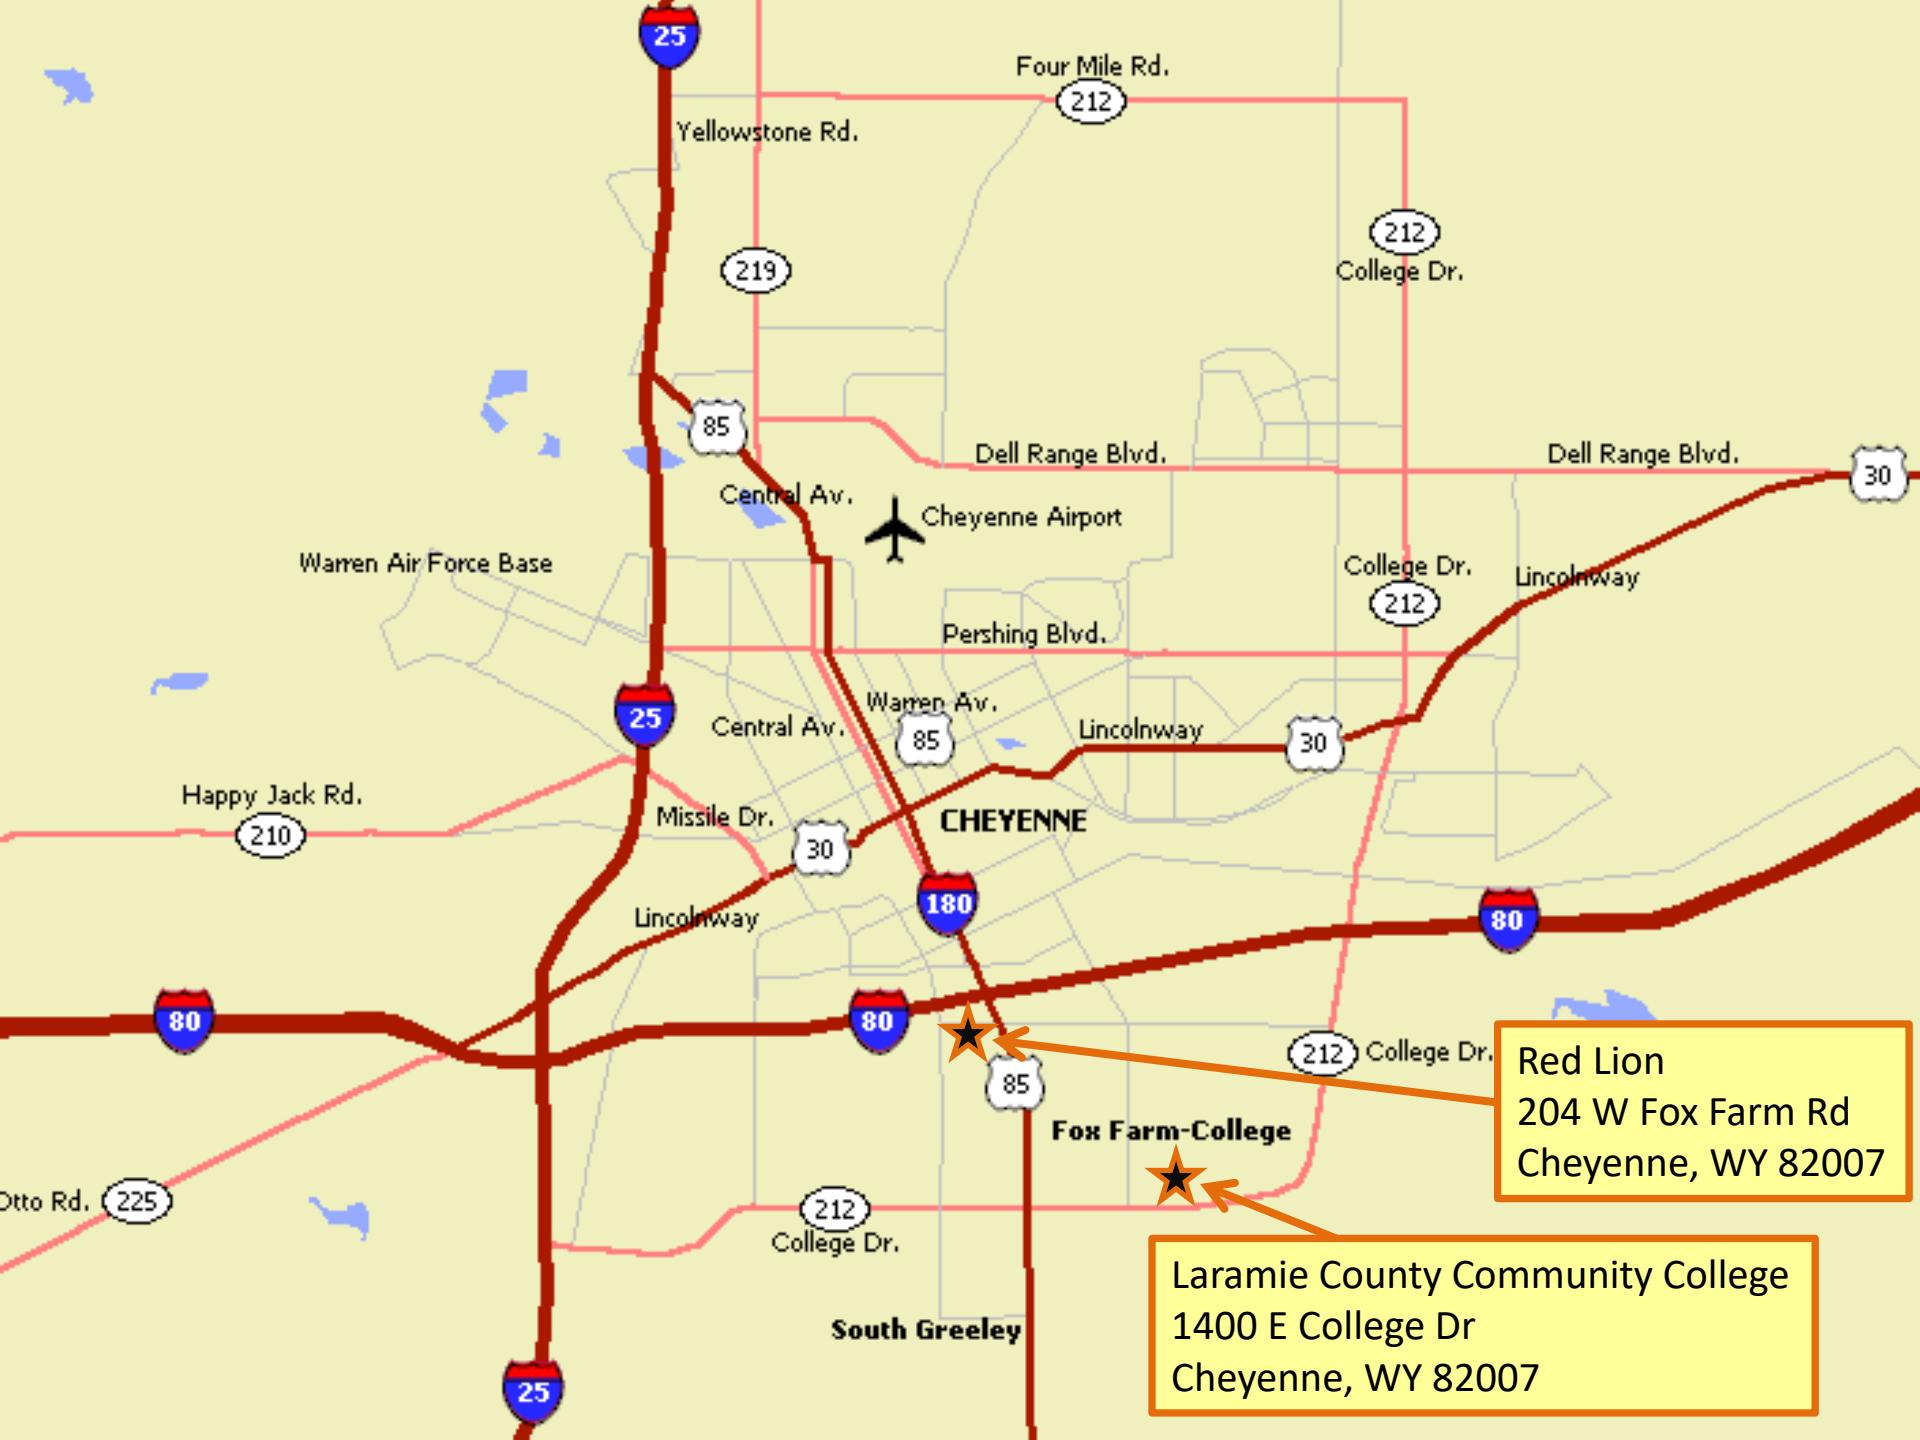 25
Four Mile Rd.
212
Yellowstone Rd.
212
219
College Dr.
85
Dell Range Blvd.
Dell Range Blvd.
30
Central Av.
Cheyenne Airport
Warren Air Force Base
College Dr.
Lincolnway
212
Pershing Blvd.
Warren Av.
25
Central Av.
85
Lincolnway
30
Happy Jack Rd.
210
Missile Dr.
CHEYENNE
30
180
Lincolnway
80
80
80
212
College Dr.
Red Lion
204 W Fox Farm Rd
Cheyenne, WY 82007
85
Fox Farm-College
Otto Rd.
225
212
College Dr.
Laramie County Community College
1400 E College Dr
Cheyenne, WY 82007
South Greeley
25